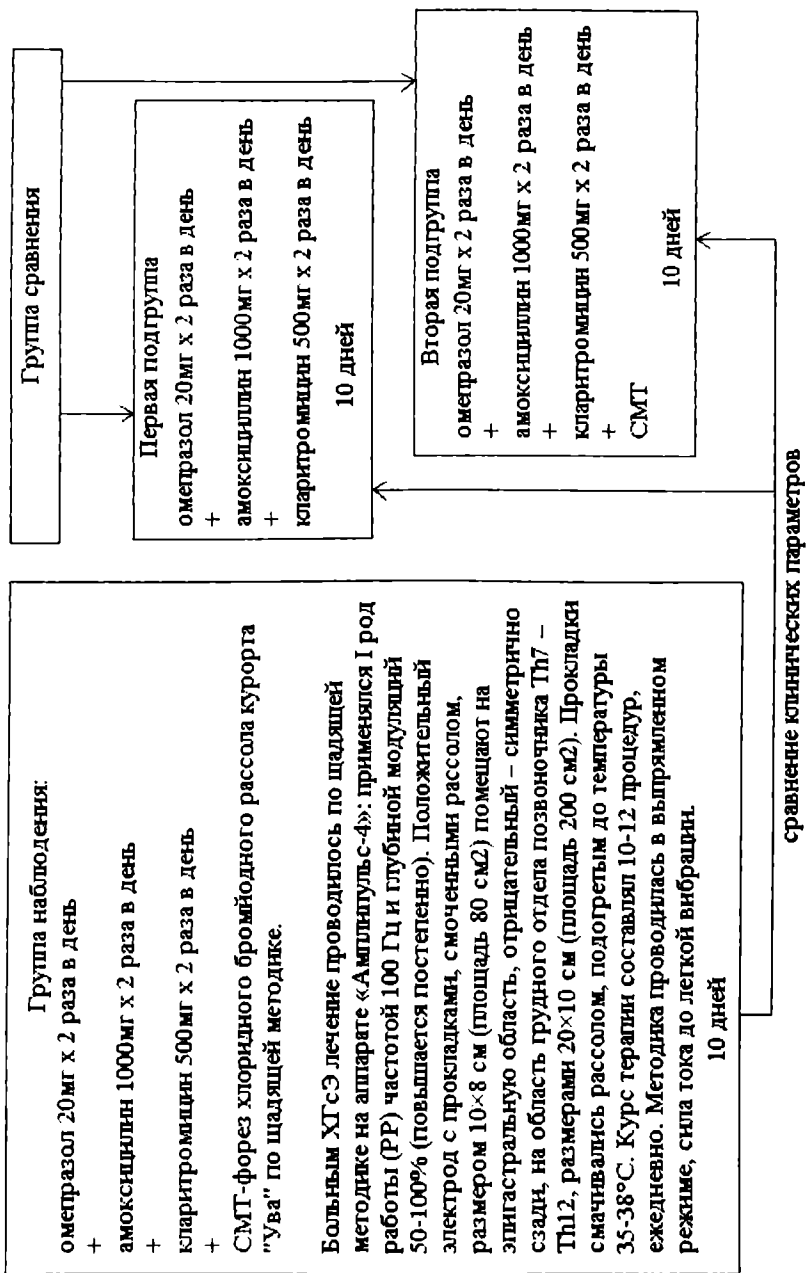 Группа наблюдения:
омепразол 20мг х 2 раза в день
+
амоксицилин 1000мг х 2 раза в день
+
кларитромицин 500мг х 2 раза в день
+
СМТ-форез хлоридного бромйодного рассола курорта
"Ува" по щадящей методике.
Больным ХГсЭ лечение проводилось по щадящей
методике на аппарате «Амплипульс-4»: применялся I род
работы (РР) частотой 100 Гц и глубиной модуляций
50-100% (повышается постепенно). Положительный
электрод с прокладками, смоченными рассолом,
размером 10×8 см (площадь 80 см2) помещают на
эпигастральную область, отрицательный – симметрично
сзади, на область грудного отдела позвоночника Th7 –
Th12, размерами 20×10 см (площадь 200 см2). Прокладки
смачивались рассолом, подогретым до температуры
35-38°С. Курс терапии составлял 10-12 процедур,
ежедневно. Методика проводилась в выпрямленном
режиме, сила тока до легкой вибрации.
10 дней
Группа сравнения
Первая подгруппа
омепразол 20мг х 2 раза в день
+
амоксициллин 1000мг х 2 раза в день
+
кларитромицин 500мг х 2 раза в день
10 дней
Вторая подгруппа
омепразол 20мг х 2 раза в день
+
амоксициллин 1000мг х 2 раза в день
+
кларитромицин 500мг х 2 раза в день
+
СМТ
10 дней
сравнение клинических параметров